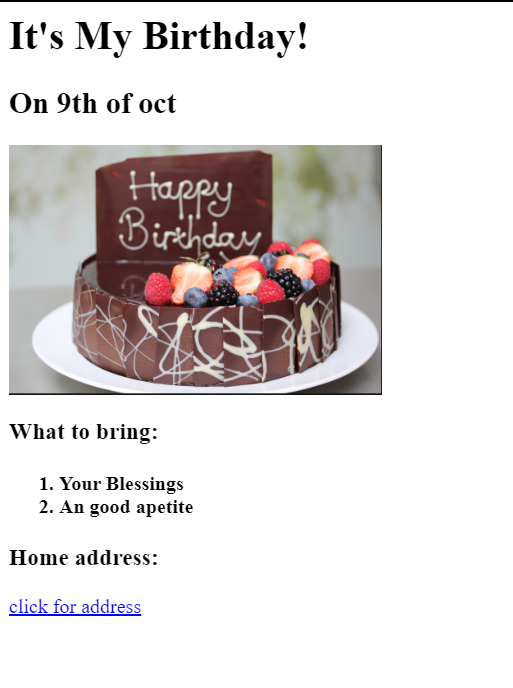 It's My Birthday!
On 9th of oct
Happy
Birthday
What to bring:
1. Your Blessings
2. An good apetite
Home address:
click for address